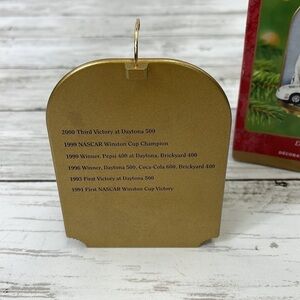 2000 Third Victory at Daytona 500
1999 NASCAR Winston Cup Champion
1999 Winner, Pepsi 400 at Daytona, Brickyard 400
1996 Winner, Daytona 500, Coca-Cola 600, Brickyard 400
1993 First Victory at Daytona 500
1991 First NASCAR Winston Cup Victory